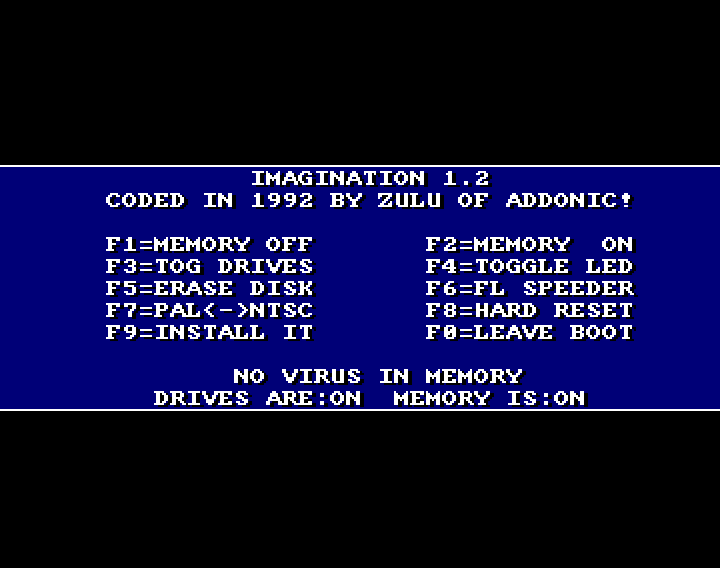 IMAGINATION 1.2
CODED IN 1992 BY ZULU OF ADDONIC!
F1=MEMORY OFF F2=MEMORY ON
F3=TOG DRIVES F4=TOGGLE LED
F5=ERASE DISK F6=FL SPEEDER
F7=PAL<->NTSC F8=HARD RESET
F9=INSTALL IT F0=LEAVE BOOT
NO VIRUS IN MEMORY
DRIVES ARE:ON MEMORY IS:ON